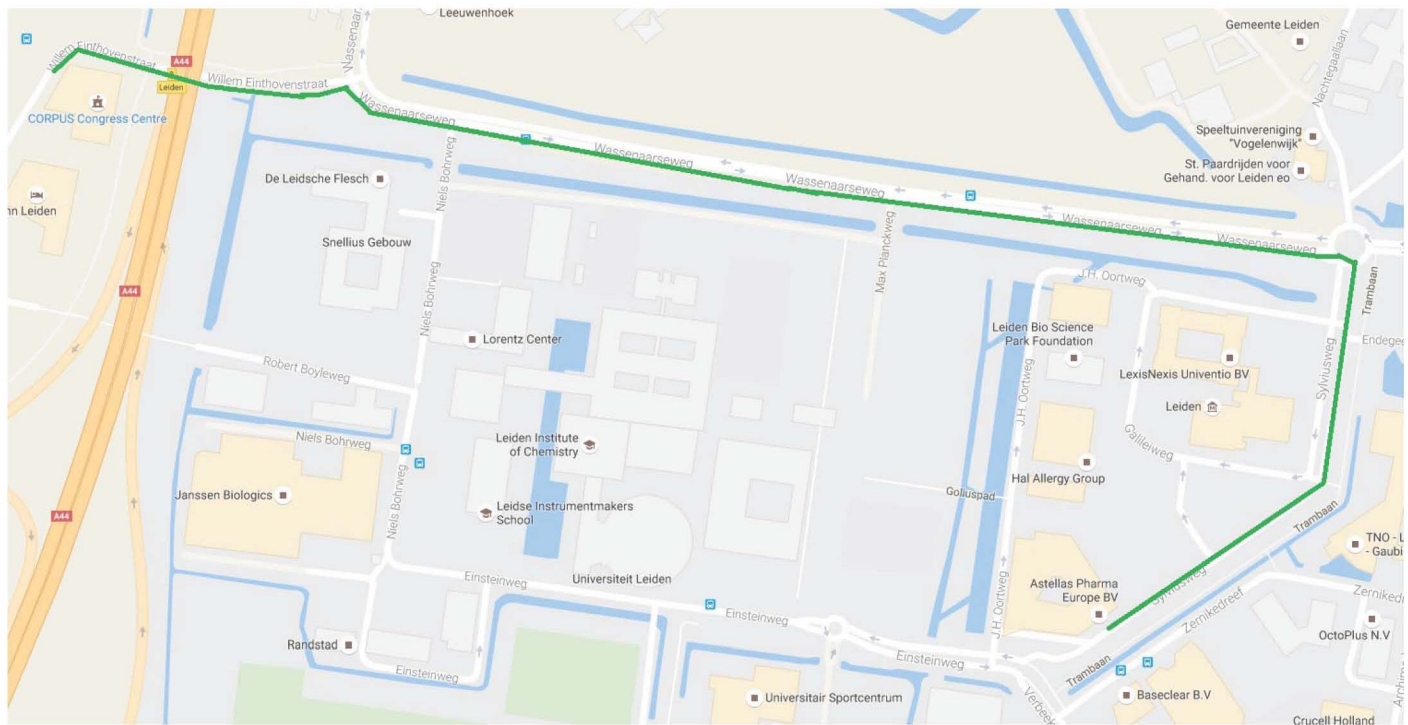 Leeuwenhoek
Gemeente Leiden
Willem Einthovenstraat
A44
Leiden
Willem Einthovenstraat
Wassenaar
Nachtegaallaan
CORPUS Congress Centre
Wassenaarseweg
Wassenaarseweg
Wassenaarseweg
Wassenaarseweg
Wassenaarseweg
Speeltuinvereniging
"Vogelenwijk"
St. Paardrijden voor
Gehand. voor Leiden eo
De Leidsche Flesch
Niels Bohrweg
nn Leiden
Snellius Gebouw
Max Planckweg
J.H. Oortweg
Trambaan
A44
Niels Bohrweg
Lorentz Center
Leiden Bio Science
Park Foundation
Endegee
LexisNexis Univentio BV
Sylviusweg
Robert Boyleweg
J.H. Oortweg
Leiden
Niels Bohrweg
Leiden Institute
of Chemistry
Galileiweg
Hal Allergy Group
Janssen Biologics
Goliuspad
Leidse Instrumentmakers
School
A44
Niels Bohrweg
Trambaan
TNO - L
- Gaubi
Einsteinweg
Universiteit Leiden
Astellas Pharma
Europe BV
Sylviusweg
Zernikedreef
Zernikedr
Einsteinweg
J.H. Oortweg
OctoPlus N.V
Randstad
Einsteinweg
Einsteinweg
Trambaan
Universitair Sportcentrum
Verbeek
Baseclear B.V
Archime
Crucell Holland